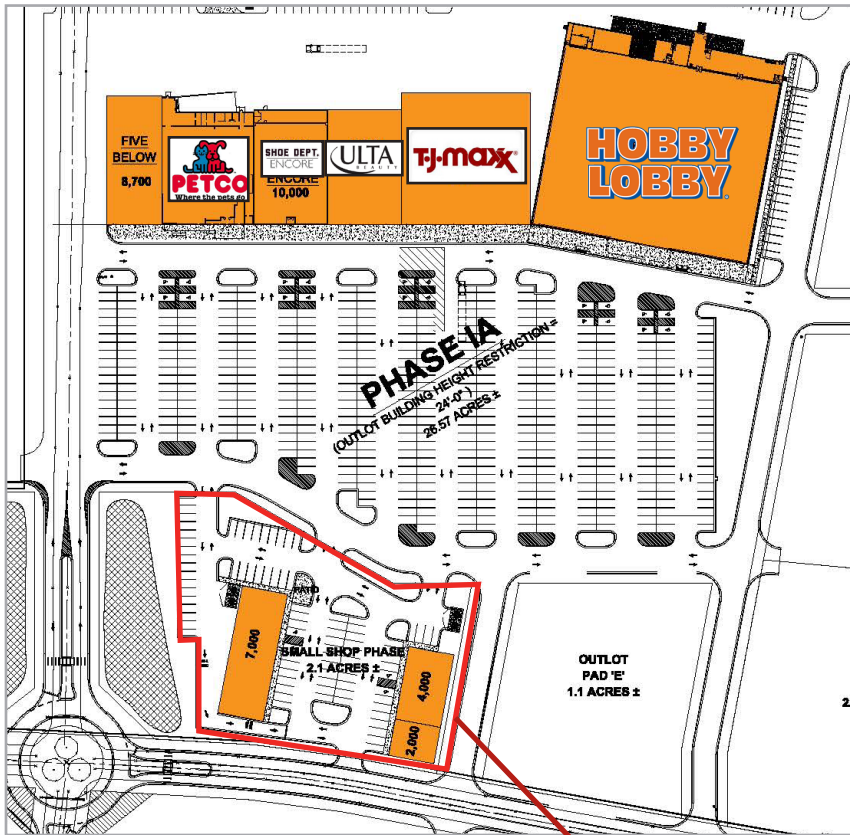 FIVE
BELOW
8,700
PETCO
Where the pets go
SHOE DEPT.
ENCORE
ENCORE
10,000
ULTA
BEAUTY
T·J·maxx
HOBBY
LOBBY
PHASE IA
(OUTLOT BUILDING HEIGHT RESTRICTION =
24'-0" )
26.57 ACRES ±
PATIO
7,000
SMALL SHOP PHASE
2.1 ACRES ±
4,000
2,000
OUTLOT
PAD 'E'
1.1 ACRES ±
2.